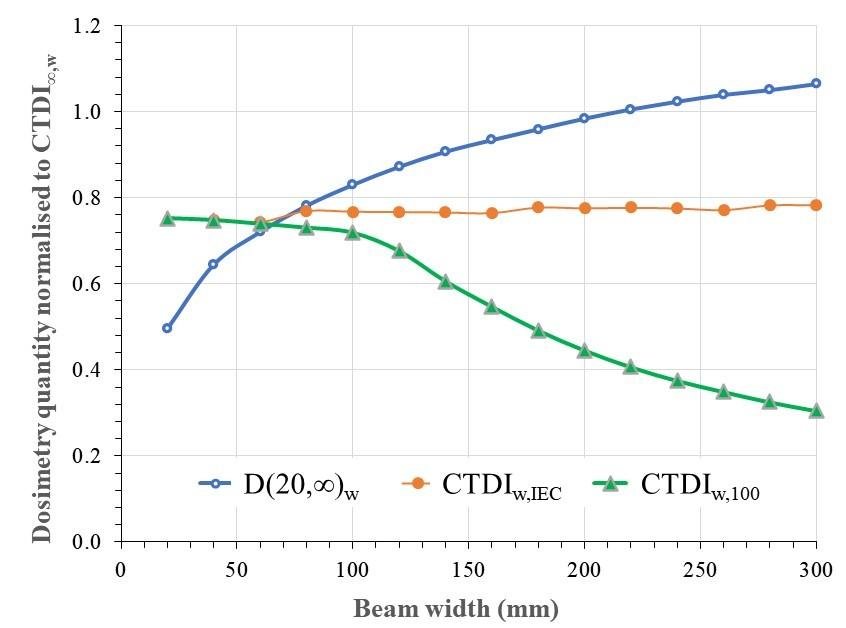 Dosimetry quantity normalised to CTDI∞,w
1.2
1.0
0.8
0.6
0.4
0.2
0.0
D(20,∞)w
CTDIw,IEC
CTDIw,100
0 50 100 150 200 250 300
Beam width (mm)